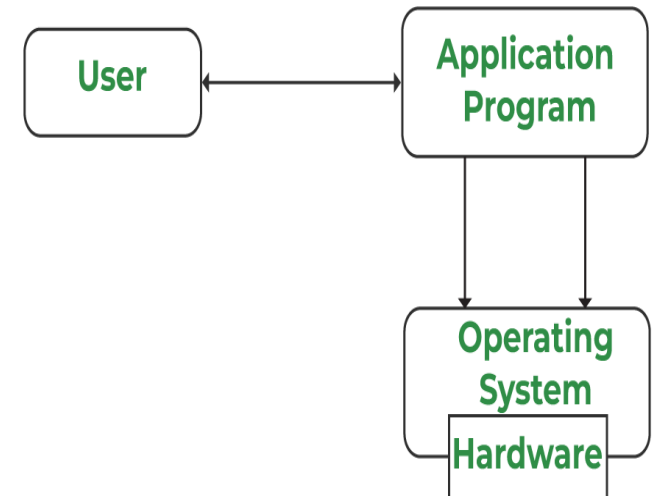 User
Application
Program
Operating
System
Hardware